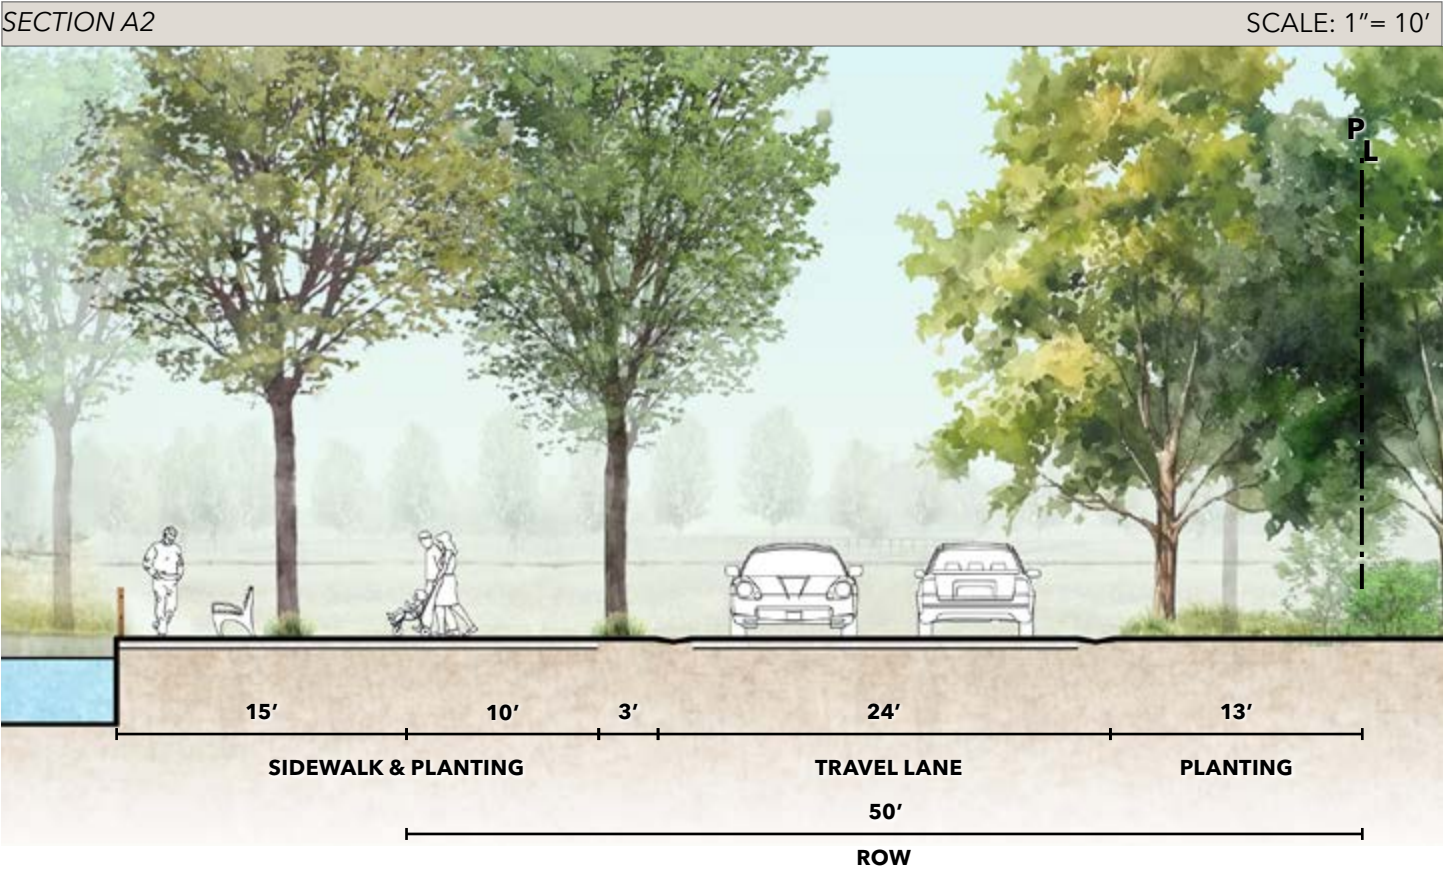 SECTION A2
SCALE: 1″= 10′
P
L
15′
10′
3′
24′
13′
SIDEWALK & PLANTING
TRAVEL LANE
PLANTING
50′
ROW